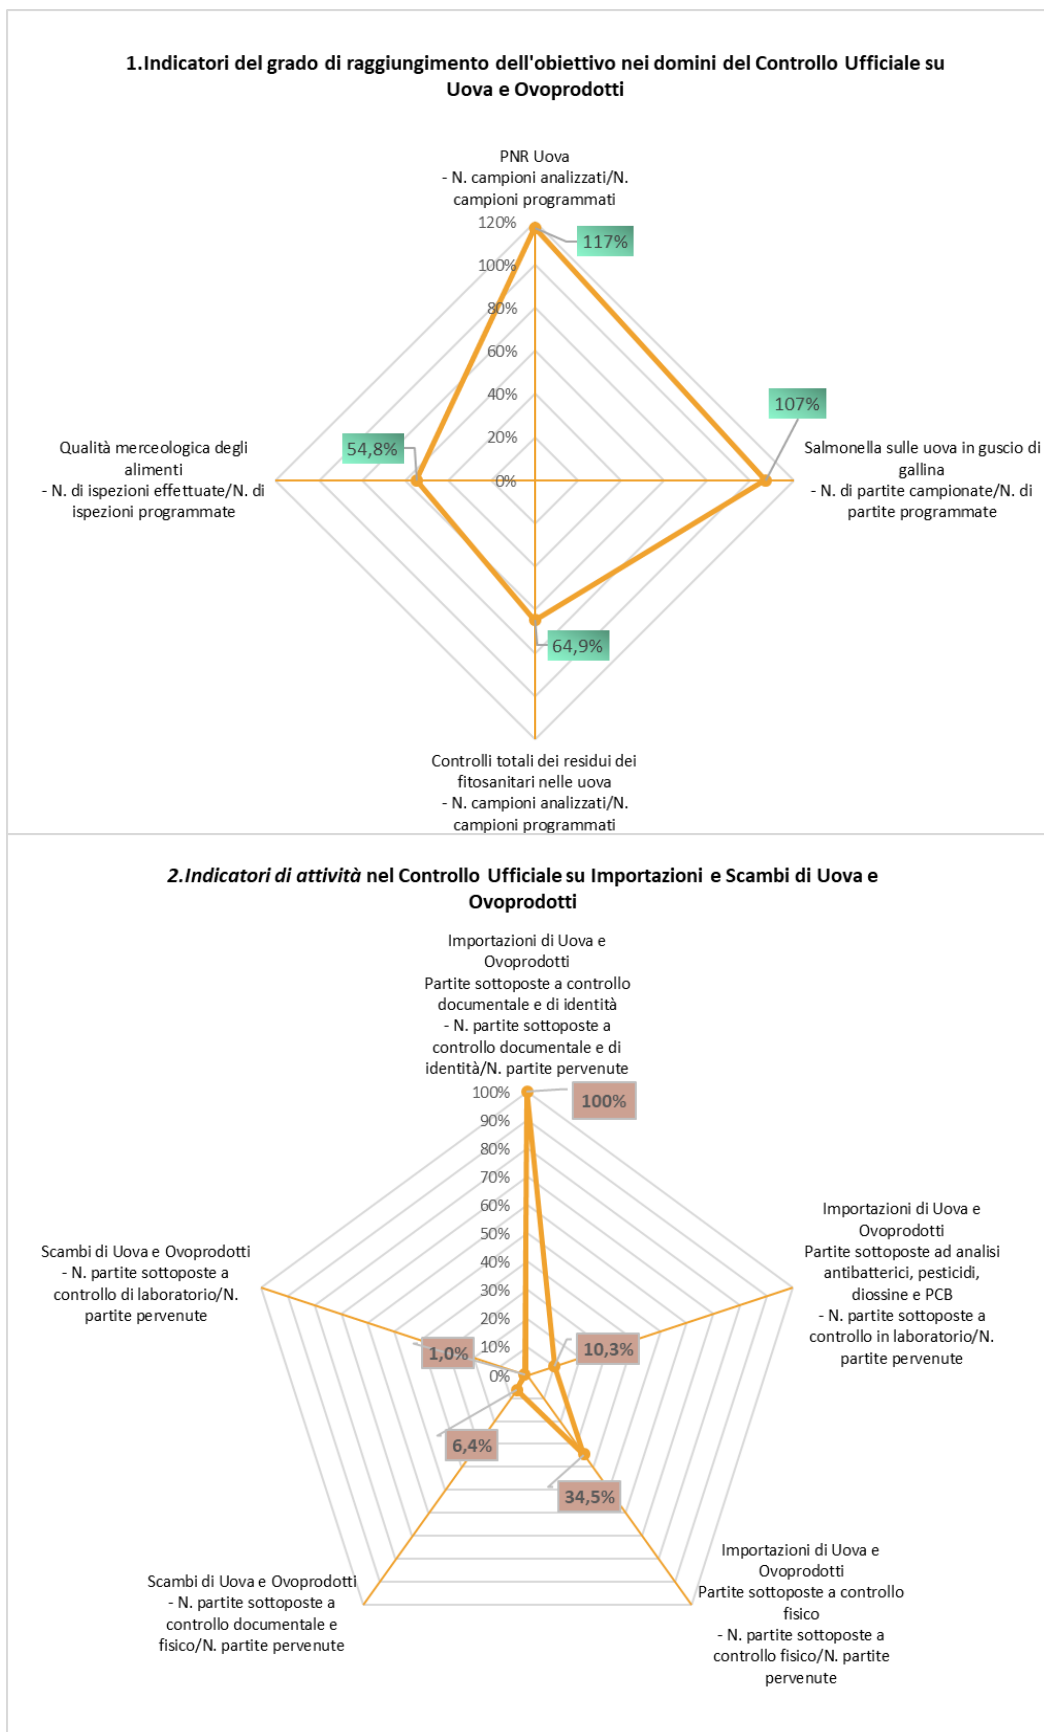 1.Indicatori del grado di raggiungimento dell'obiettivo nei domini del Controllo Ufficiale su
Uova e Ovoprodotti
PNR Uova
- N. campioni analizzati/N.
campioni programmati
120%
117%
100%
80%
60%
40%
20%
0%
107%
Salmonella sulle uova in guscio di
gallina
- N. di partite campionate/N. di
partite programmate
54,8%
Qualità merceologica degli
alimenti
- N. di ispezioni effettuate/N. di
ispezioni programmate
64,9%
Controlli totali dei residui dei
fitosanitari nelle uova
- N. campioni analizzati/N.
campioni programmati
2.Indicatori di attività nel Controllo Ufficiale su Importazioni e Scambi di Uova e
Ovoprodotti
Importazioni di Uova e
Ovoprodotti
Partite sottoposte a controllo
documentale e di identità
- N. partite sottoposte a
controllo documentale e di
identità/N. partite pervenute
100%
100%
90%
80%
70%
60%
50%
40%
30%
20%
10%
0%
Importazioni di Uova e
Ovoprodotti
Partite sottoposte ad analisi
antibatterici, pesticidi,
diossine e PCB
- N. partite sottoposte a
controllo in laboratorio/N.
partite pervenute
Scambi di Uova e Ovoprodotti
- N. partite sottoposte a
controllo di laboratorio/N.
partite pervenute
1,0%
10,3%
6,4%
34,5%
Importazioni di Uova e
Ovoprodotti
Partite sottoposte a controllo
fisico
- N. partite sottoposte a
controllo fisico/N. partite
pervenute
Scambi di Uova e Ovoprodotti
- N. partite sottoposte a
controllo documentale e
fisico/N. partite pervenute